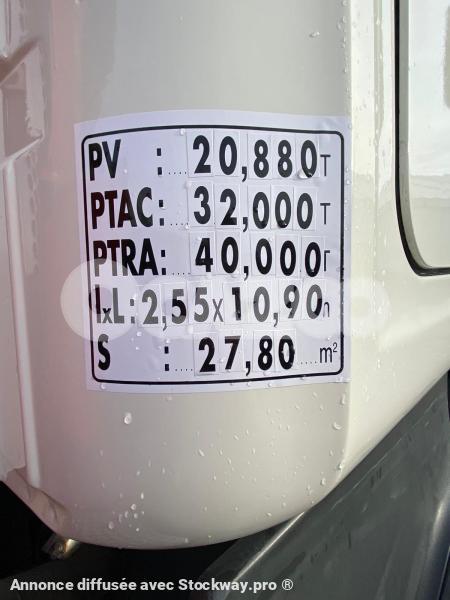 PV : .... 20,880 T
PTAC : ... 32,000 T
PTRA : ... 40,000 T
lxL : 2,55 x 10,90 m
S : .... 27,80 .... m²
Annonce diffusée avec Stockway.pro ®